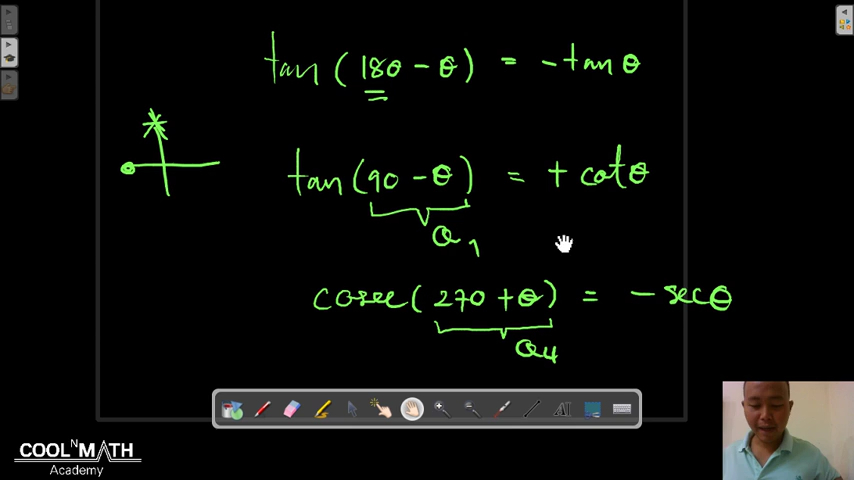 tan (180 - θ) = - tan θ
tan (90 - θ) = + cot θ
Q1
cosec (270 + θ) = - sec θ
Q4
COOL N MATH
Academy